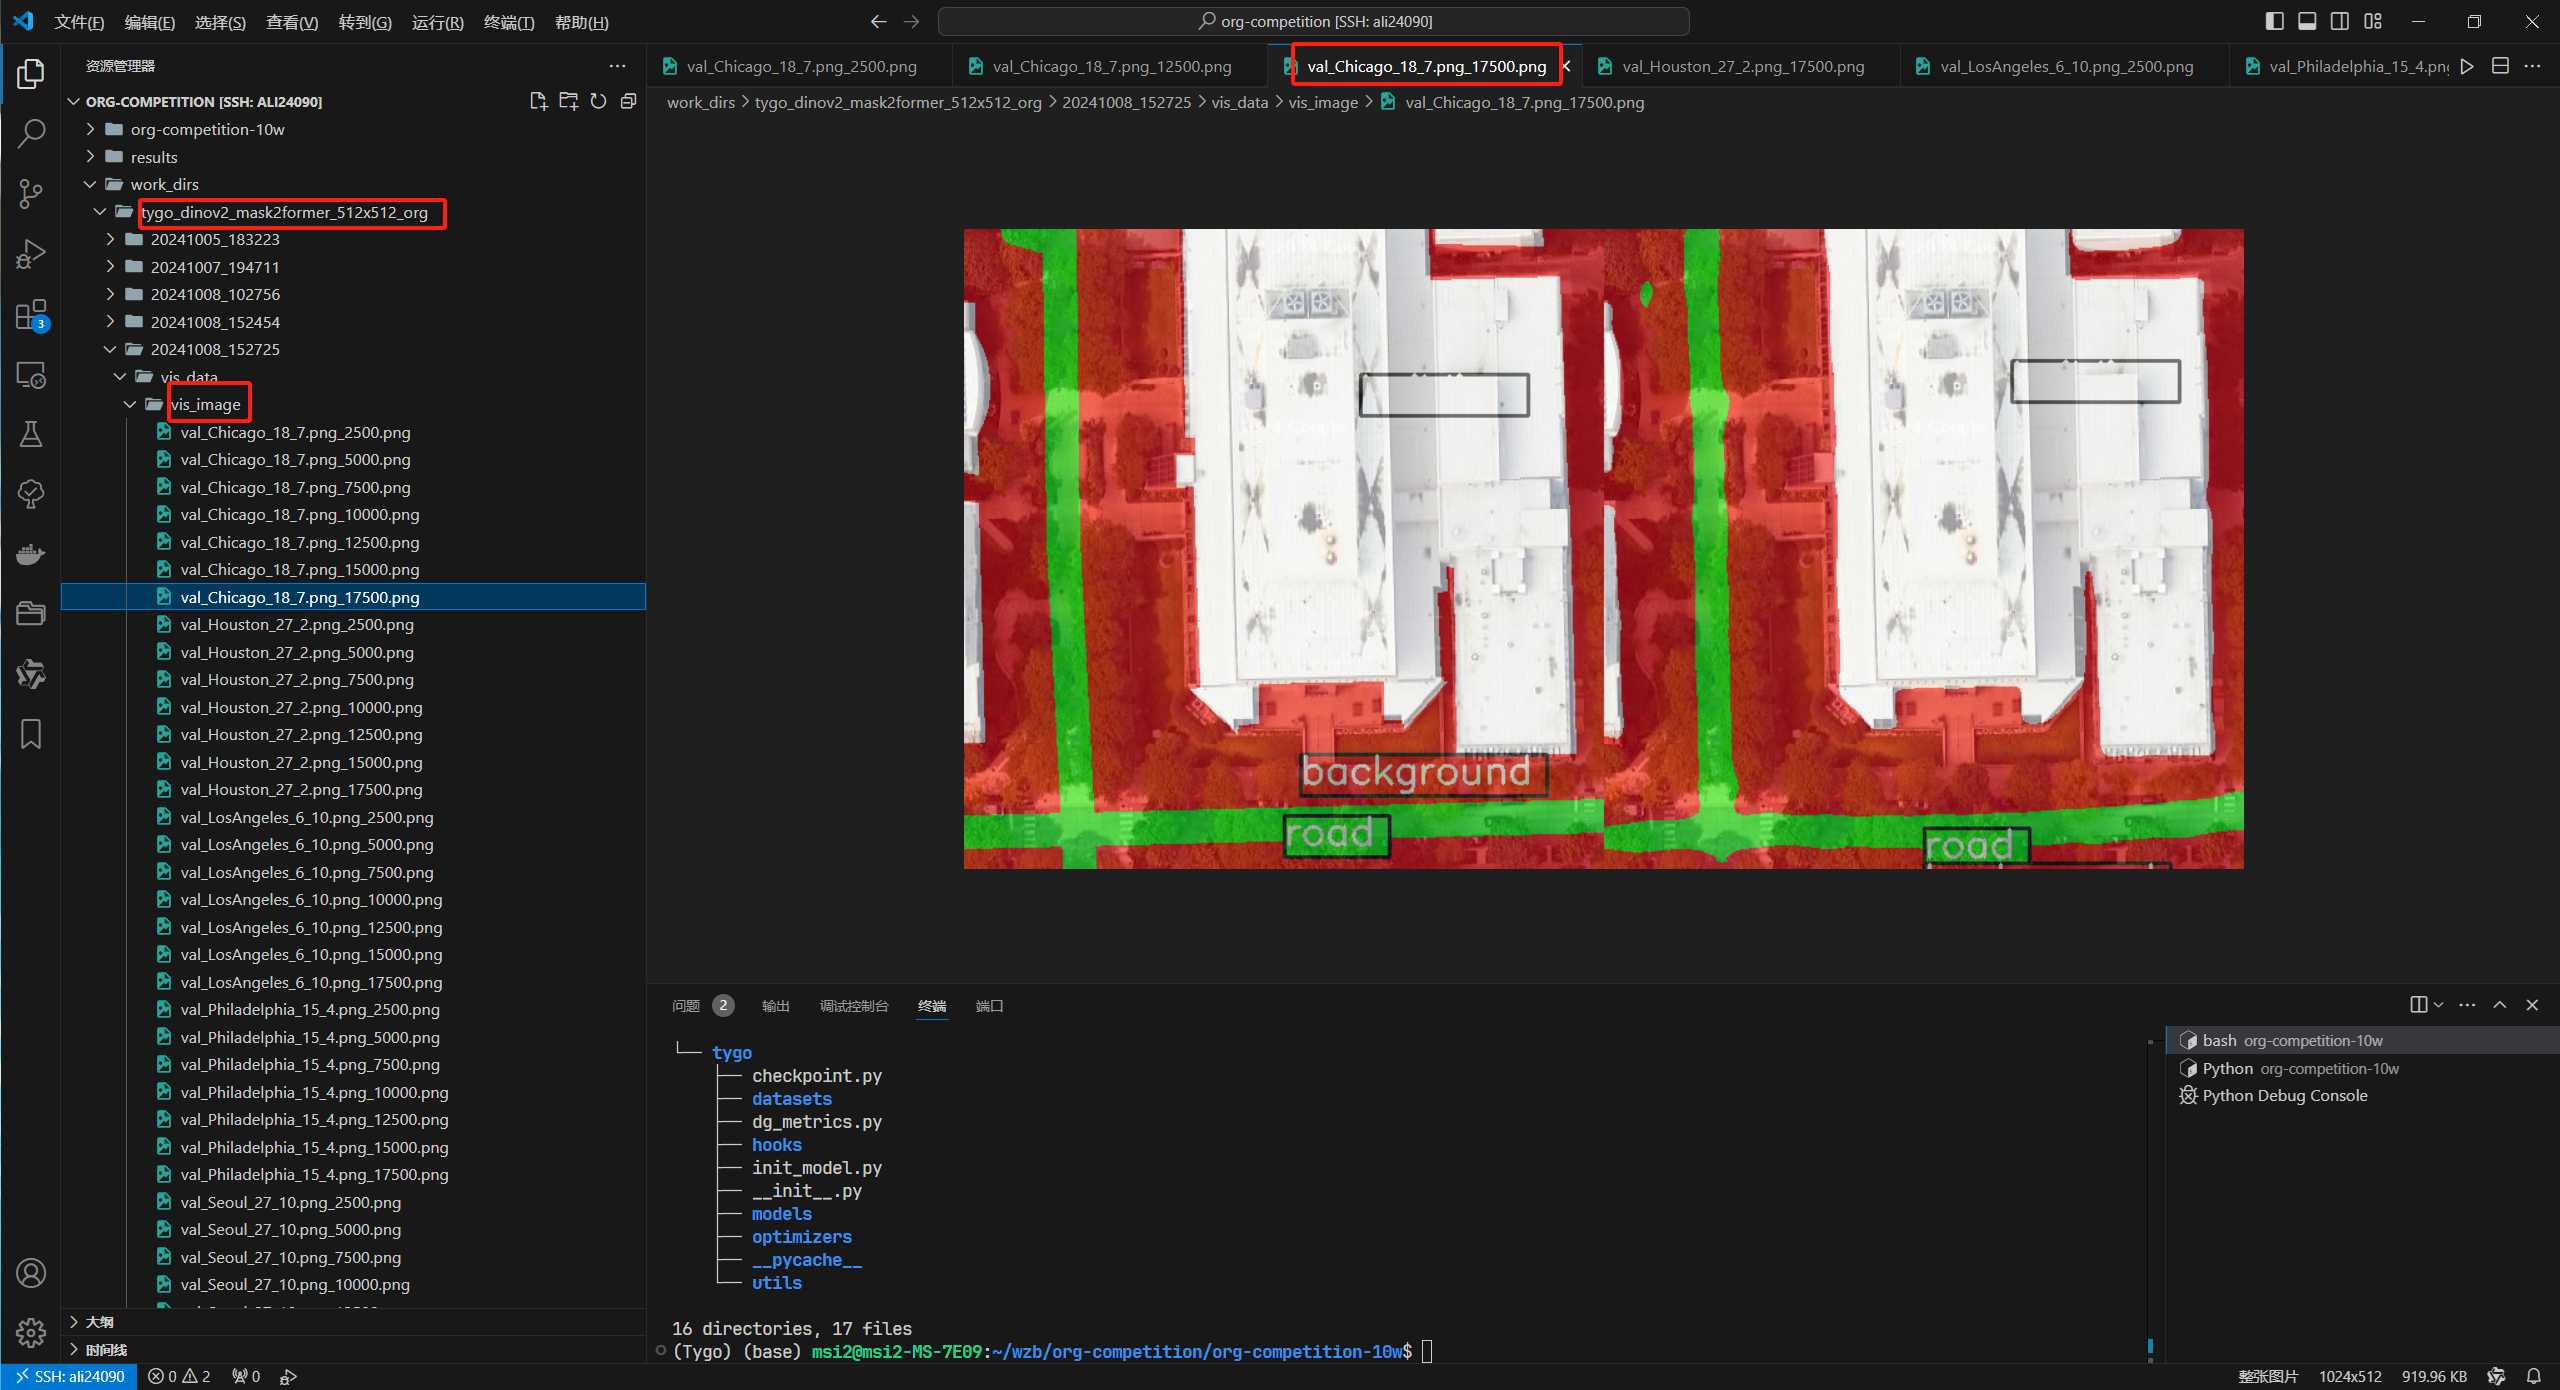 文件(F) 编辑(E) 选择(S) 查看(V) 转到(G) 运行(R) 终端(T) 帮助(H)
org-competition [SSH: ali24090]
资源管理器
ORG-COMPETITION [SSH: ALI24090]
org-competition-10w
results
work_dirs
tygo_dinov2_mask2former_512x512_org
20241005_183223
20241007_194711
20241008_102756
20241008_152454
20241008_152725
vis_data
vis_image
val_Chicago_18_7.png_2500.png
val_Chicago_18_7.png_5000.png
val_Chicago_18_7.png_7500.png
val_Chicago_18_7.png_10000.png
val_Chicago_18_7.png_12500.png
val_Chicago_18_7.png_15000.png
val_Chicago_18_7.png_17500.png
val_Houston_27_2.png_2500.png
val_Houston_27_2.png_5000.png
val_Houston_27_2.png_7500.png
val_Houston_27_2.png_10000.png
val_Houston_27_2.png_12500.png
val_Houston_27_2.png_15000.png
val_Houston_27_2.png_17500.png
val_LosAngeles_6_10.png_2500.png
val_LosAngeles_6_10.png_5000.png
val_LosAngeles_6_10.png_7500.png
val_LosAngeles_6_10.png_10000.png
val_LosAngeles_6_10.png_12500.png
val_LosAngeles_6_10.png_15000.png
val_LosAngeles_6_10.png_17500.png
val_Philadelphia_15_4.png_2500.png
val_Philadelphia_15_4.png_5000.png
val_Philadelphia_15_4.png_7500.png
val_Philadelphia_15_4.png_10000.png
val_Philadelphia_15_4.png_12500.png
val_Philadelphia_15_4.png_15000.png
val_Philadelphia_15_4.png_17500.png
val_Seoul_27_10.png_2500.png
val_Seoul_27_10.png_5000.png
val_Seoul_27_10.png_7500.png
val_Seoul_27_10.png_10000.png
大纲
时间线
3
val_Chicago_18_7.png_2500.png val_Chicago_18_7.png_12500.png val_Chicago_18_7.png_17500.png val_Houston_27_2.png_17500.png val_LosAngeles_6_10.png_2500.png val_Philadelphia_15_4.pn
work_dirs > tygo_dinov2_mask2former_512x512_org > 20241008_152725 > vis_data > vis_image > val_Chicago_18_7.png_17500.png
background
road
road
问题 2 输出 调试控制台 终端 端口
└── tygo
├── checkpoint.py
├── datasets
├── dg_metrics.py
├── hooks
├── init_model.py
├── __init__.py
├── models
├── optimizers
├── __pycache__
└── utils
16 directories, 17 files
(Tygo) (base) msi2@msi2-MS-7E09:~/wzb/org-competition/org-competition-10w$
bash org-competition-10w
Python org-competition-10w
Python Debug Console
SSH: ali24090 0 2 0 整张图片 1024x512 919.96 KB